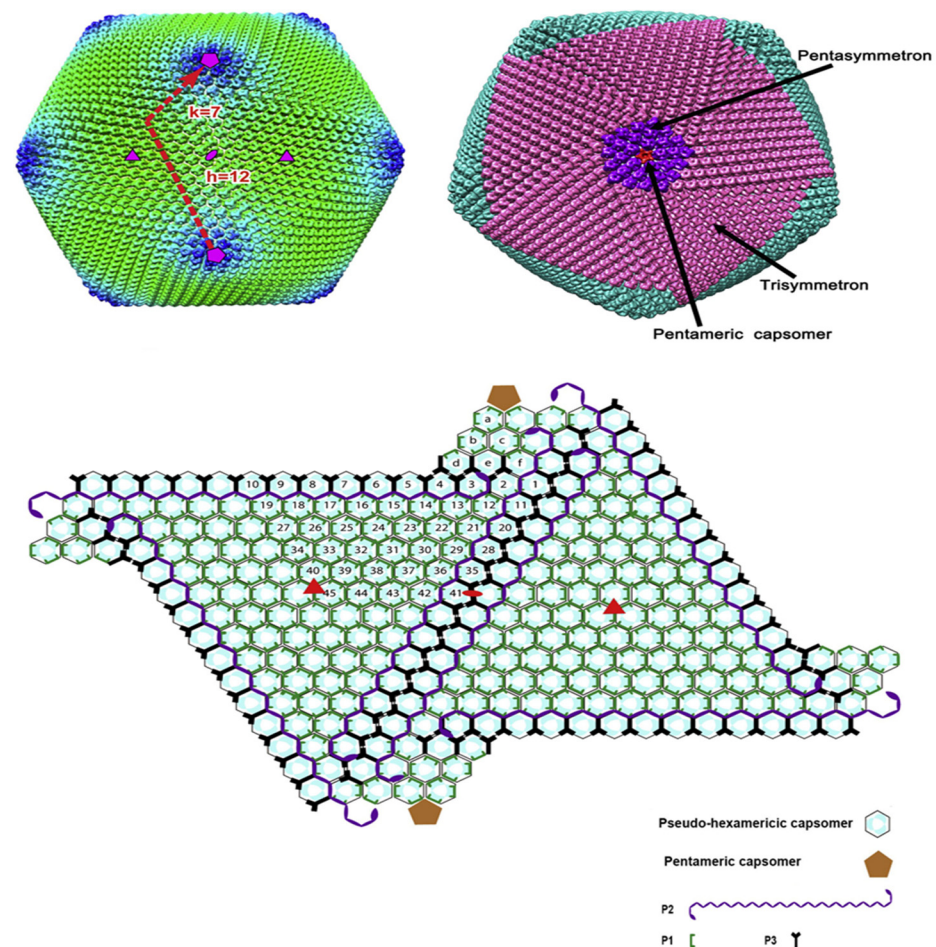 k=7
h=12
Pentasymmetron
Trisymmetron
Pentameric capsomer
a
b c
d e f
10 9 8 7 6 5 4 3 2 1
19 18 17 16 15 14 13 12 11
27 26 25 24 23 22 21 20
34 33 32 31 30 29 28
40 39 38 37 36 35
45 44 43 42 41
Pseudo-hexamericic capsomer
Pentameric capsomer
P2
P1 P3